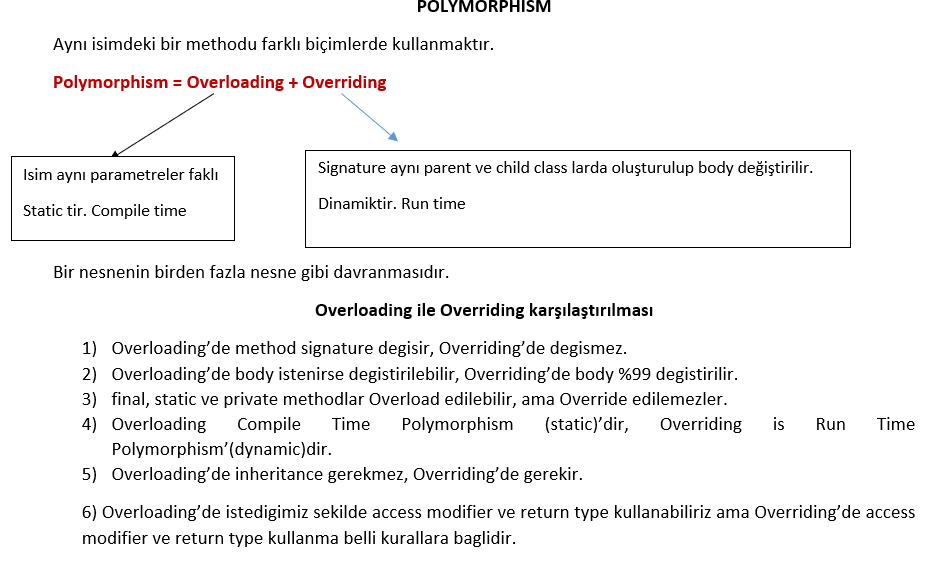 POLYMORPHISM
Aynı isimdeki bir methodu farklı biçimlerde kullanmaktır.
Polymorphism = Overloading + Overriding
Isim aynı parametreler faklı
Static tir. Compile time
Signature aynı parent ve child class larda oluşturulup body değiştirilir.
Dinamiktir. Run time
Bir nesnenin birden fazla nesne gibi davranmasıdır.
Overloading ile Overriding karşılaştırılması
1) Overloading’de method signature degisir, Overriding’de degismez.
2) Overloading’de body istenirse degistirilebilir, Overriding’de body %99 degistirilir.
3) final, static ve private methodlar Overload edilebilir, ama Override edilemezler.
4) Overloading Compile Time Polymorphism (static)’dir, Overriding is Run Time
Polymorphism’(dynamic)dir.
5) Overloading’de inheritance gerekmez, Overriding’de gerekir.
6) Overloading’de istedigimiz sekilde access modifier ve return type kullanabiliriz ama Overriding’de access
modifier ve return type kullanma belli kurallara baglidir.